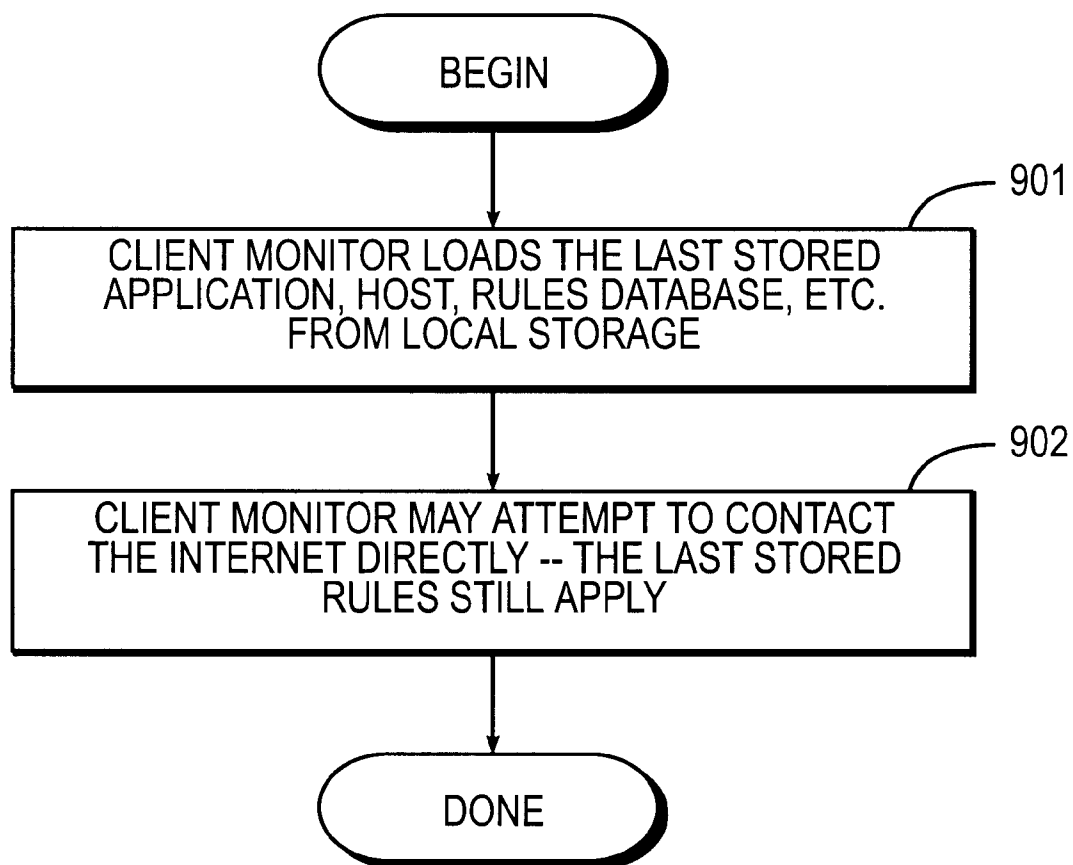 BEGIN
901
CLIENT MONITOR LOADS THE LAST STORED
APPLICATION, HOST, RULES DATABASE, ETC.
FROM LOCAL STORAGE
902
CLIENT MONITOR MAY ATTEMPT TO CONTACT
THE INTERNET DIRECTLY -- THE LAST STORED
RULES STILL APPLY
DONE